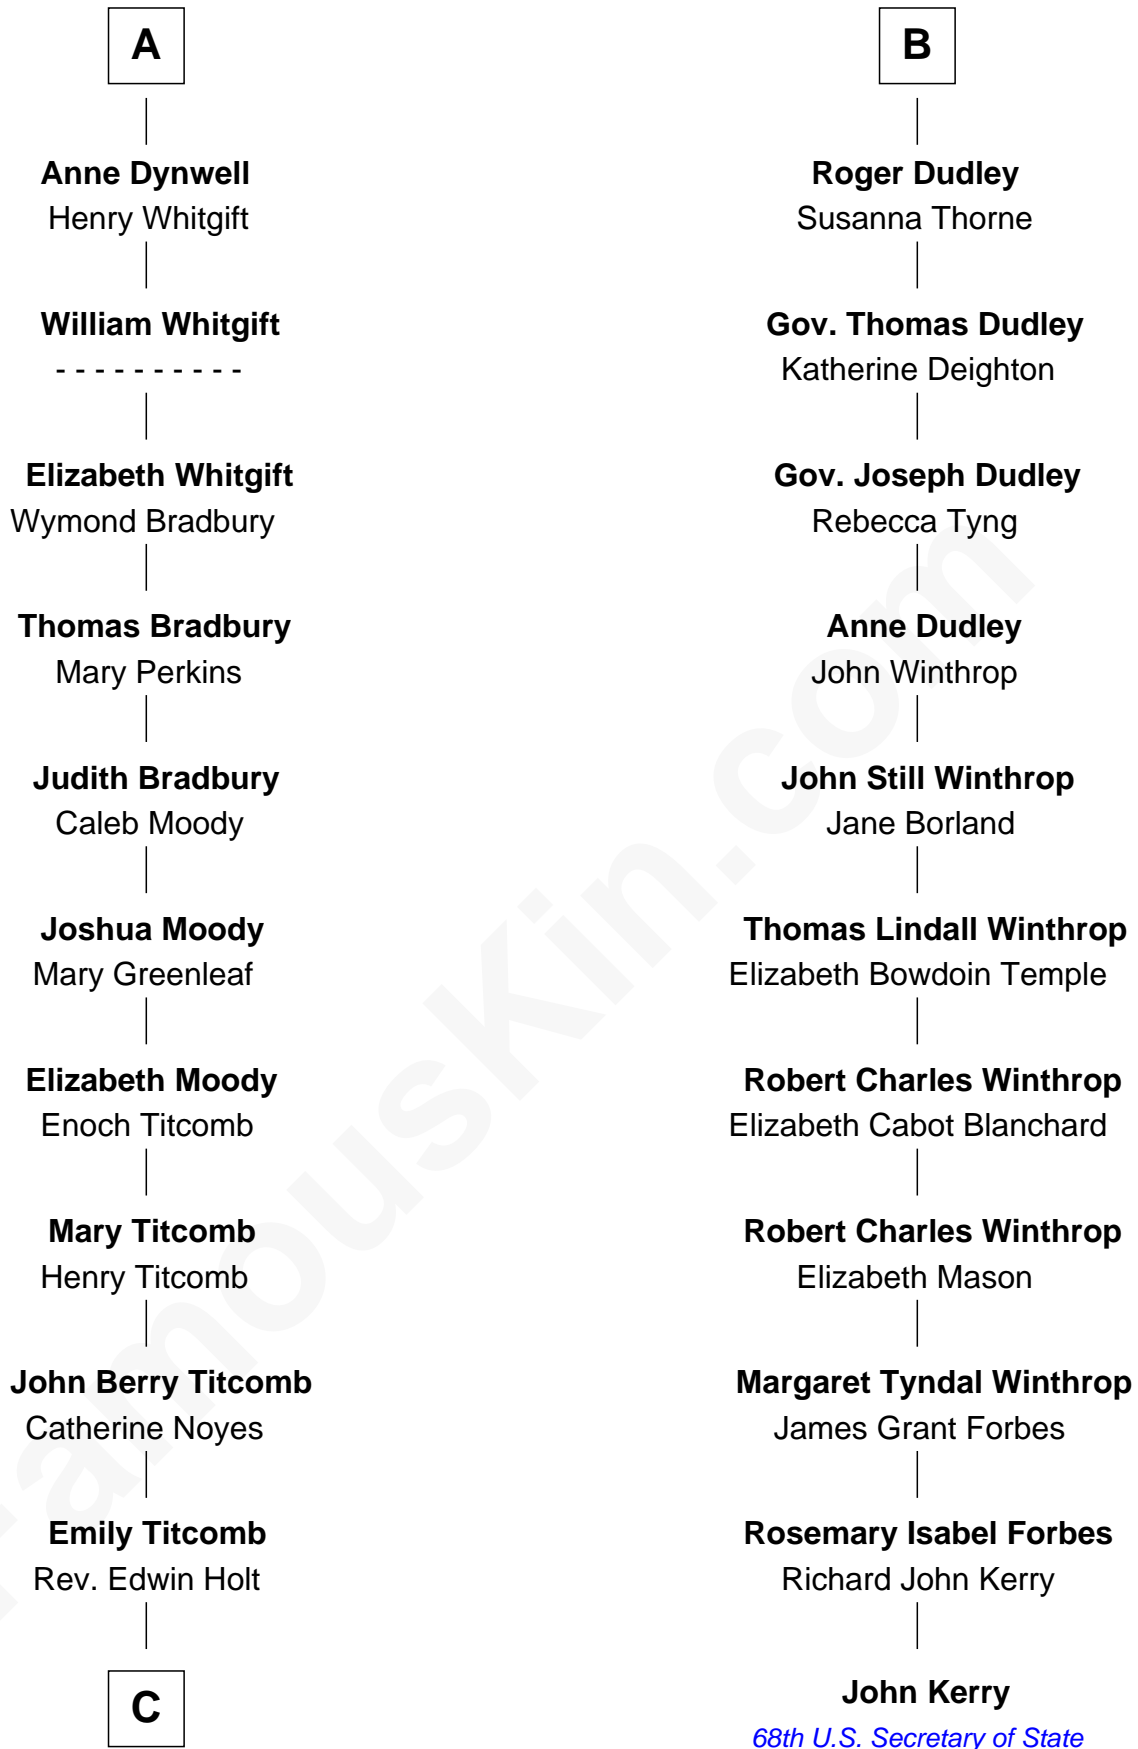 A
Anne Dynwell
Henry Whitgift
William Whitgift
- - - - - - - - - -
Elizabeth Whitgift
Wymond Bradbury
Thomas Bradbury
Mary Perkins
Judith Bradbury
Caleb Moody
Joshua Moody
Mary Greenleaf
Elizabeth Moody
Enoch Titcomb
Mary Titcomb
Henry Titcomb
John Berry Titcomb
Catherine Noyes
Emily Titcomb
Rev. Edwin Holt
C
B
Roger Dudley
Susanna Thorne
Gov. Thomas Dudley
Katherine Deighton
Gov. Joseph Dudley
Rebecca Tyng
Anne Dudley
John Winthrop
John Still Winthrop
Jane Borland
Thomas Lindall Winthrop
Elizabeth Bowdoin Temple
Robert Charles Winthrop
Elizabeth Cabot Blanchard
Robert Charles Winthrop
Elizabeth Mason
Margaret Tyndal Winthrop
James Grant Forbes
Rosemary Isabel Forbes
Richard John Kerry
John Kerry
68th U.S. Secretary of State
FamousKin.com